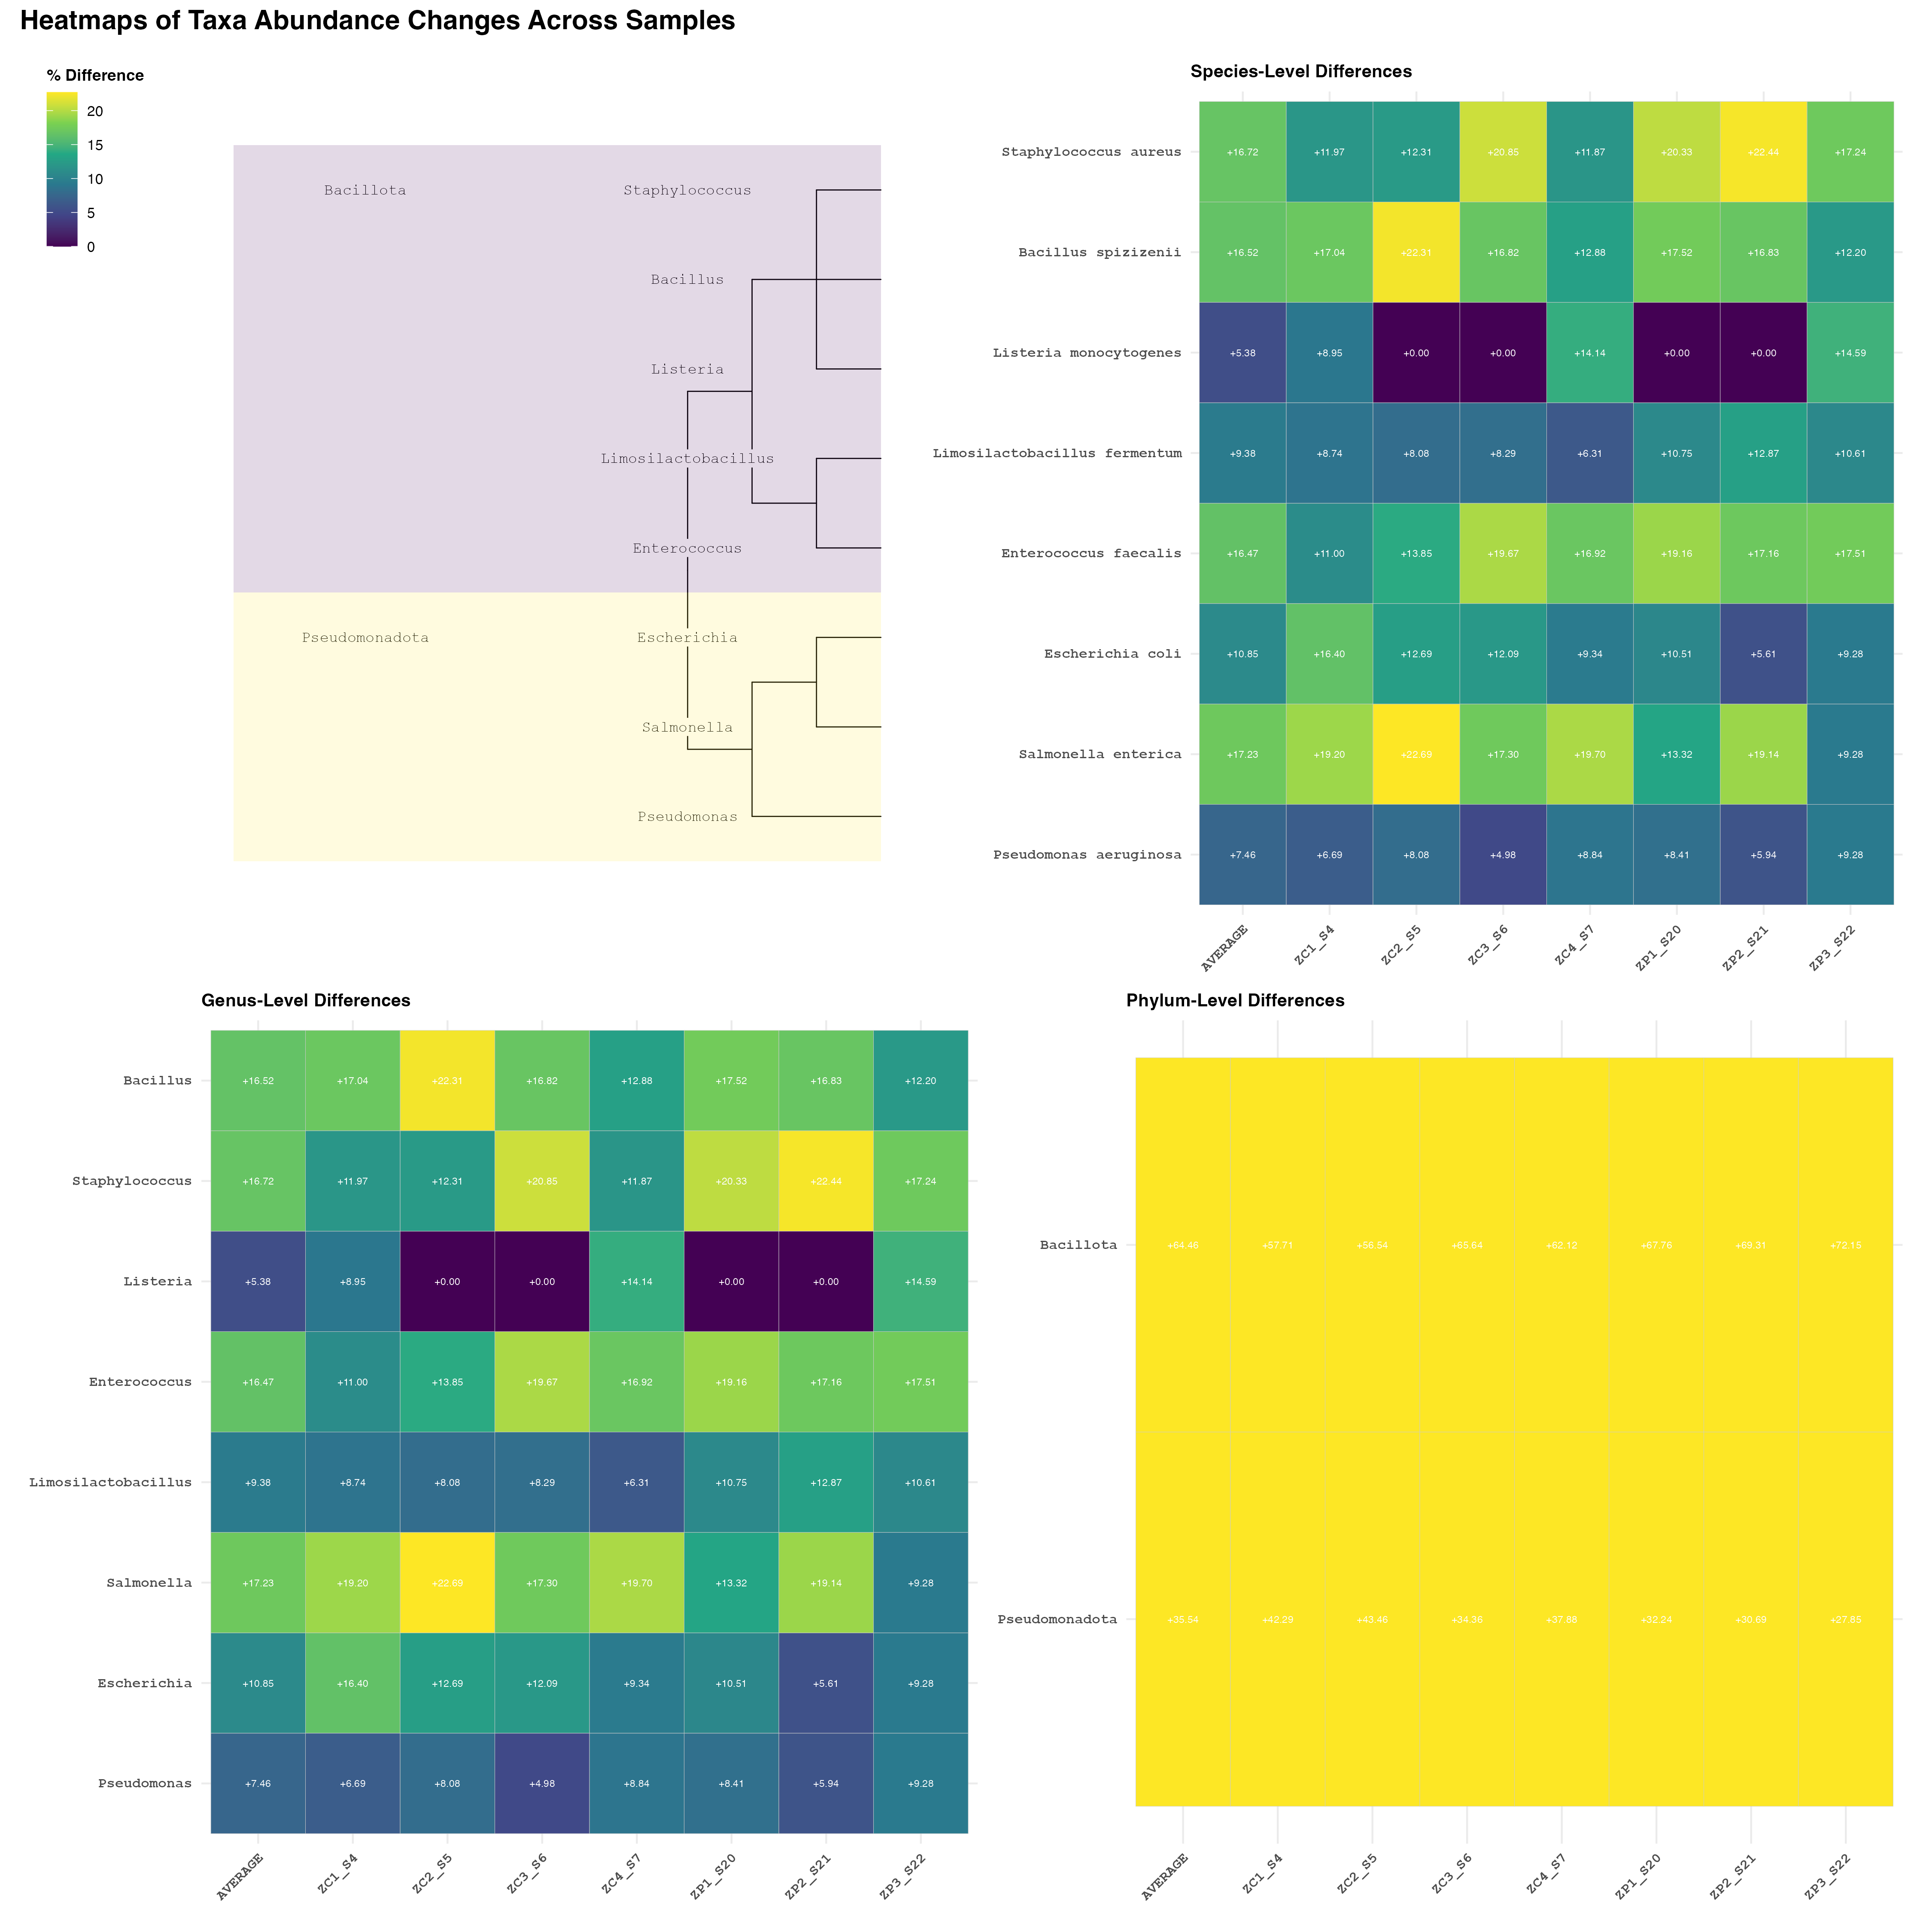 Heatmaps of Taxa Abundance Changes Across Samples
% Difference
20
15
10
5
0
Bacillota
Staphylococcus
Bacillus
Listeria
Limosilactobacillus
Enterococcus
Pseudomonadota
Escherichia
Salmonella
Pseudomonas
Species-Level Differences
Staphylococcus aureus +16.72 +11.97 +12.31 +20.85 +11.87 +20.33 +22.44 +17.24
Bacillus spizizenii +16.52 +17.04 +22.31 +16.82 +12.88 +17.52 +16.83 +12.20
Listeria monocytogenes +5.38 +8.95 +0.00 +0.00 +14.14 +0.00 +0.00 +14.59
Limosilactobacillus fermentum +9.38 +8.74 +8.08 +8.29 +6.31 +10.75 +12.87 +10.61
Enterococcus faecalis +16.47 +11.00 +13.85 +19.67 +16.92 +19.16 +17.16 +17.51
Escherichia coli +10.85 +16.40 +12.69 +12.09 +9.34 +10.51 +5.61 +9.28
Salmonella enterica +17.23 +19.20 +22.69 +17.30 +19.70 +13.32 +19.14 +9.28
Pseudomonas aeruginosa +7.46 +6.69 +8.08 +4.98 +8.84 +8.41 +5.94 +9.28
AVERAGE ZC1_S4 ZC2_S5 ZC3_S6 ZC4_S7 ZP1_S20 ZP2_S21 ZP3_S22
Genus-Level Differences
Bacillus +16.52 +17.04 +22.31 +16.82 +12.88 +17.52 +16.83 +12.20
Staphylococcus +16.72 +11.97 +12.31 +20.85 +11.87 +20.33 +22.44 +17.24
Listeria +5.38 +8.95 +0.00 +0.00 +14.14 +0.00 +0.00 +14.59
Enterococcus +16.47 +11.00 +13.85 +19.67 +16.92 +19.16 +17.16 +17.51
Limosilactobacillus +9.38 +8.74 +8.08 +8.29 +6.31 +10.75 +12.87 +10.61
Salmonella +17.23 +19.20 +22.69 +17.30 +19.70 +13.32 +19.14 +9.28
Escherichia +10.85 +16.40 +12.69 +12.09 +9.34 +10.51 +5.61 +9.28
Pseudomonas +7.46 +6.69 +8.08 +4.98 +8.84 +8.41 +5.94 +9.28
AVERAGE ZC1_S4 ZC2_S5 ZC3_S6 ZC4_S7 ZP1_S20 ZP2_S21 ZP3_S22
Phylum-Level Differences
Bacillota +64.46 +57.71 +56.54 +65.64 +62.12 +67.76 +69.31 +72.15
Pseudomonadota +35.54 +42.29 +43.46 +34.36 +37.88 +32.24 +30.69 +27.85
AVERAGE ZC1_S4 ZC2_S5 ZC3_S6 ZC4_S7 ZP1_S20 ZP2_S21 ZP3_S22